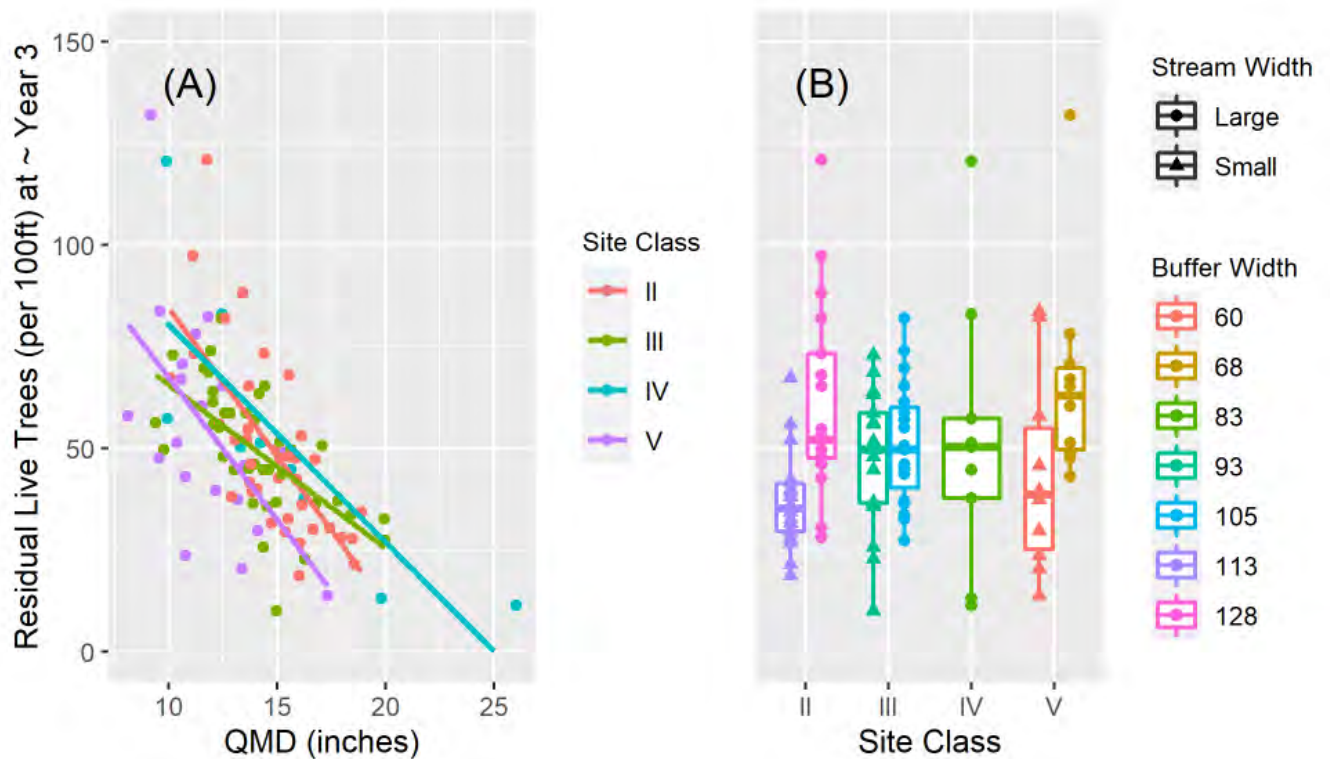 Residual Live Trees (per 100ft) at ~ Year 3
150
100
50
0
(A)
10 15 20 25
QMD (inches)
Site Class
II
III
IV
V
(B)
II III IV V
Site Class
Stream Width
Large
Small
Buffer Width
60
68
83
93
105
113
128